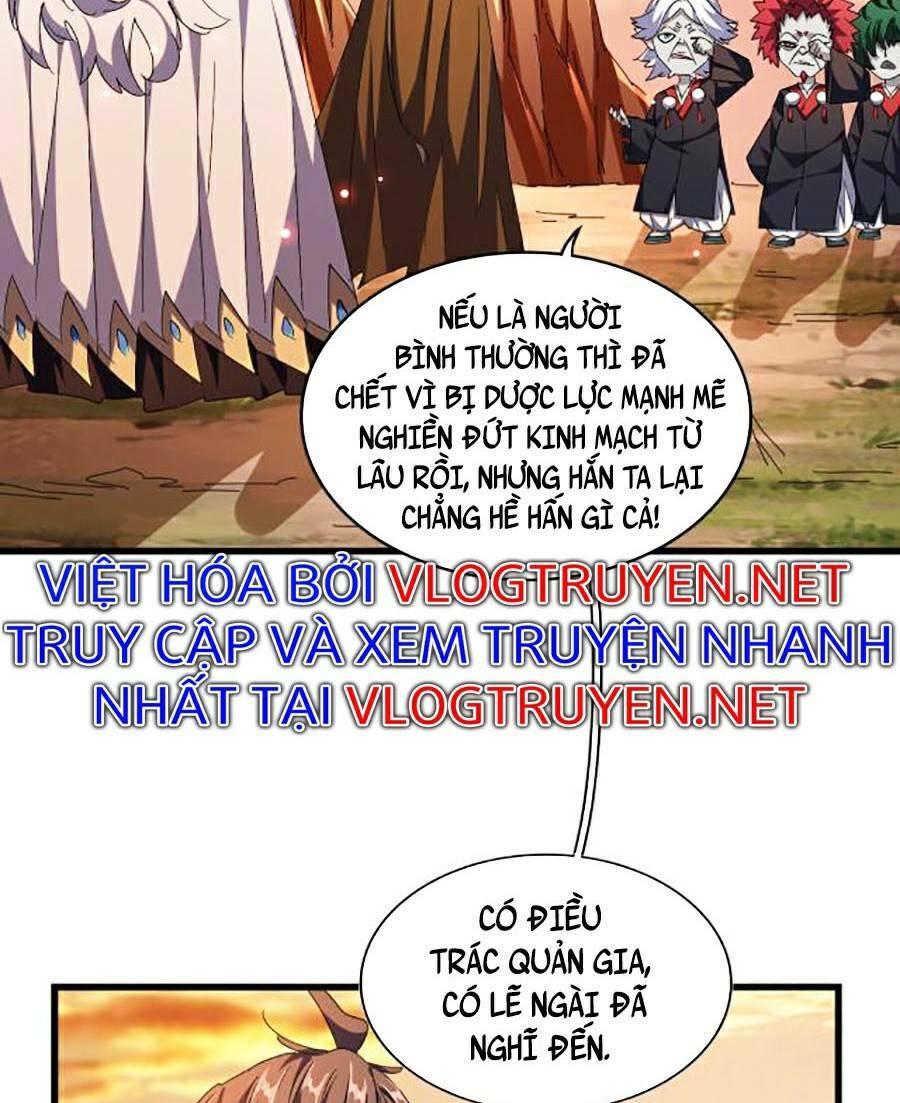 NẾU LÀ NGƯỜI
BÌNH THƯỜNG THÌ ĐÃ
CHẾT VÌ BỊ DƯỢC LỰC MẠNH MẼ
NGHIỀN ĐỨT KINH MẠCH TỪ
LÂU RỒI, NHƯNG HẮN TA LẠI
CHẲNG HỀ HẤN GÌ CẢ!
VIỆT HÓA BỞI VLOGTRUYEN.NET
TRUY CẬP VÀ XEM TRUYỆN NHANH
NHẤT TẠI VLOGTRUYEN.NET
CÓ ĐIỀU
TRÁC QUẢN GIA,
CÓ LẼ NGÀI ĐÃ
NGHĨ ĐẾN.